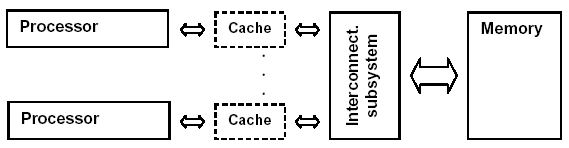 Processor
Cache
Interconnect.
subsystem
Memory
Processor
Cache